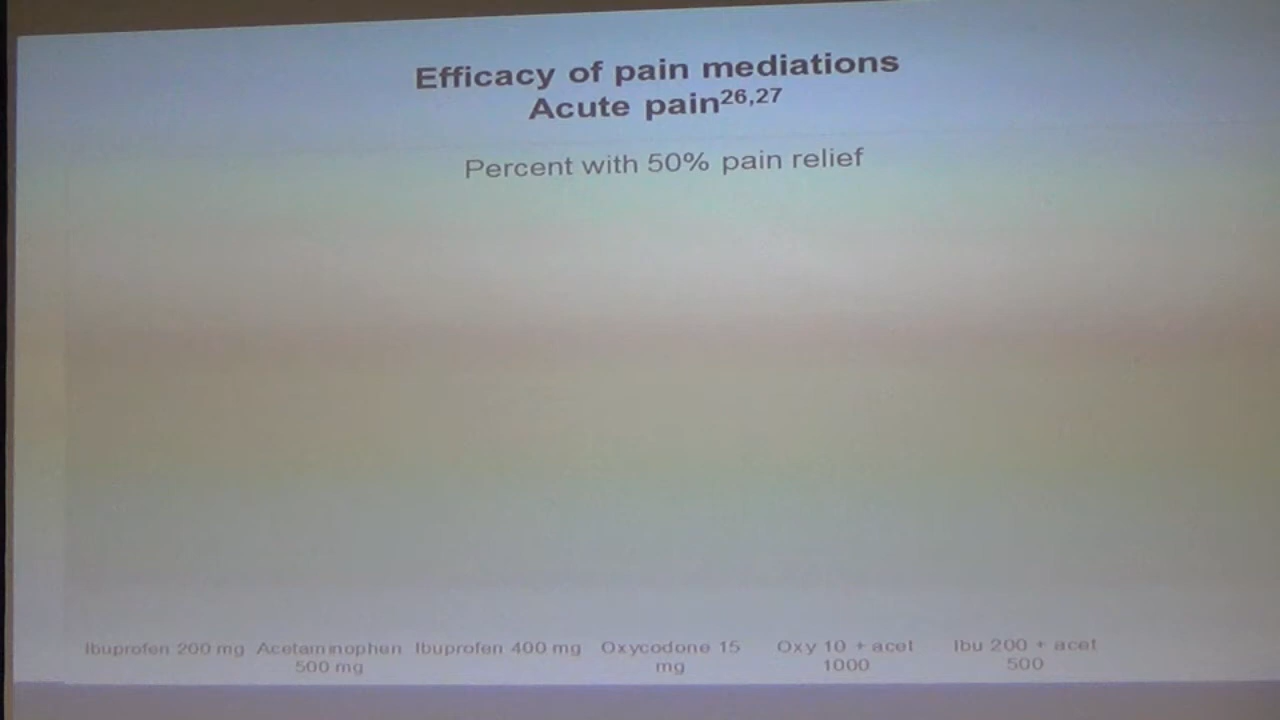 Efficacy of pain mediations
Acute pain26,27
Percent with 50% pain relief
Ibuprofen 200 mg Acetaminophen Ibuprofen 400 mg Oxycodone 15 Oxy 10 + acet Ibu 200 + acet
500 mg mg 1000 500